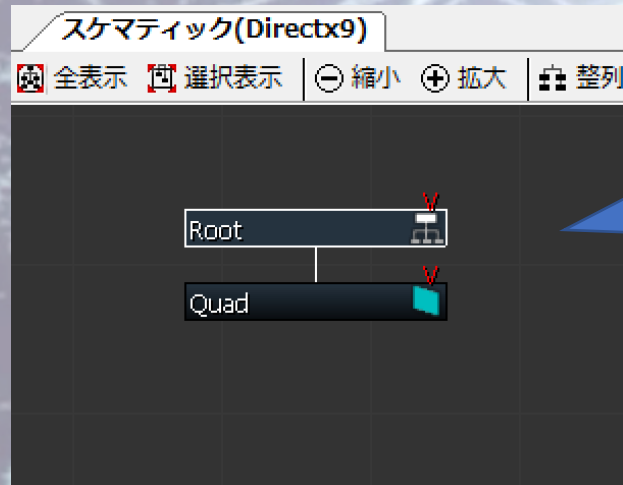 スケマティック(Directx9)
全表示 選択表示 縮小 拡大 整列
Root
V
Quad
V